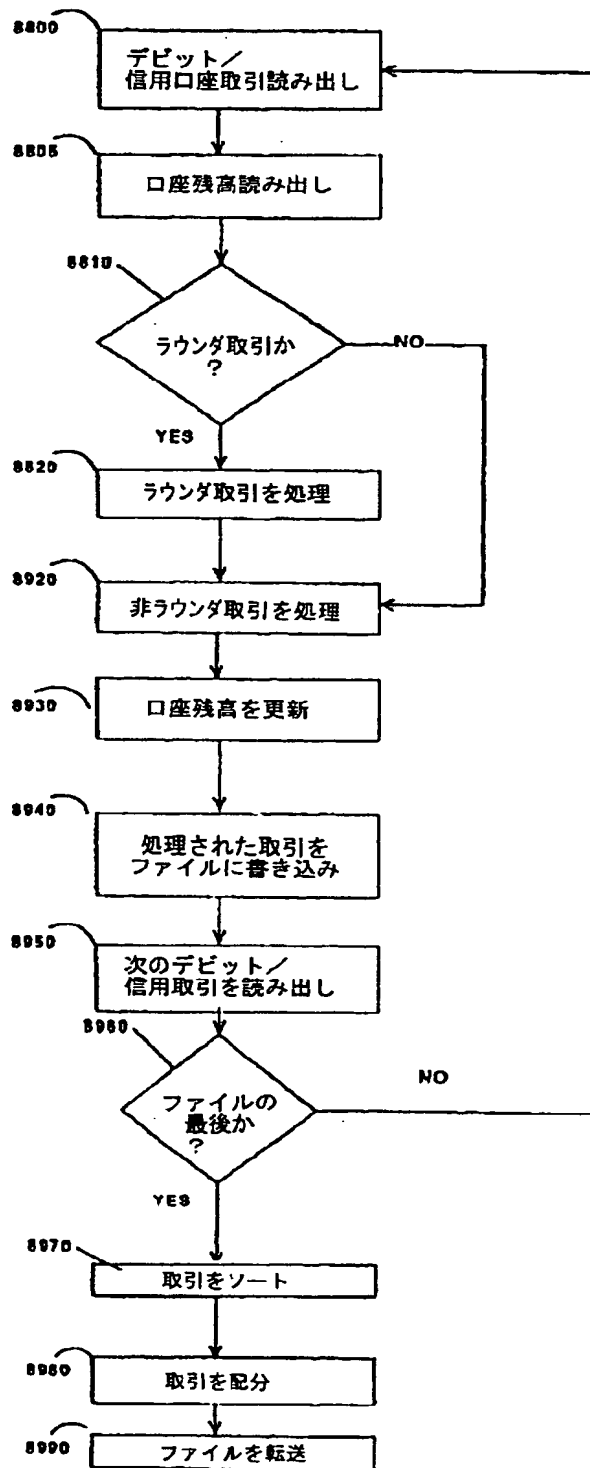 8800
デビット／
信用口座取引読み出し
8805
口座残高読み出し
8810
ラウンダ取引か
？
NO
YES
8820
ラウンダ取引を処理
8920
非ラウンダ取引を処理
8930
口座残高を更新
8940
処理された取引を
ファイルに書き込み
8950
次のデビット／
信用取引を読み出し
8960
ファイルの
最後か
？
NO
YES
8970
取引をソート
8980
取引を配分
8990
ファイルを転送